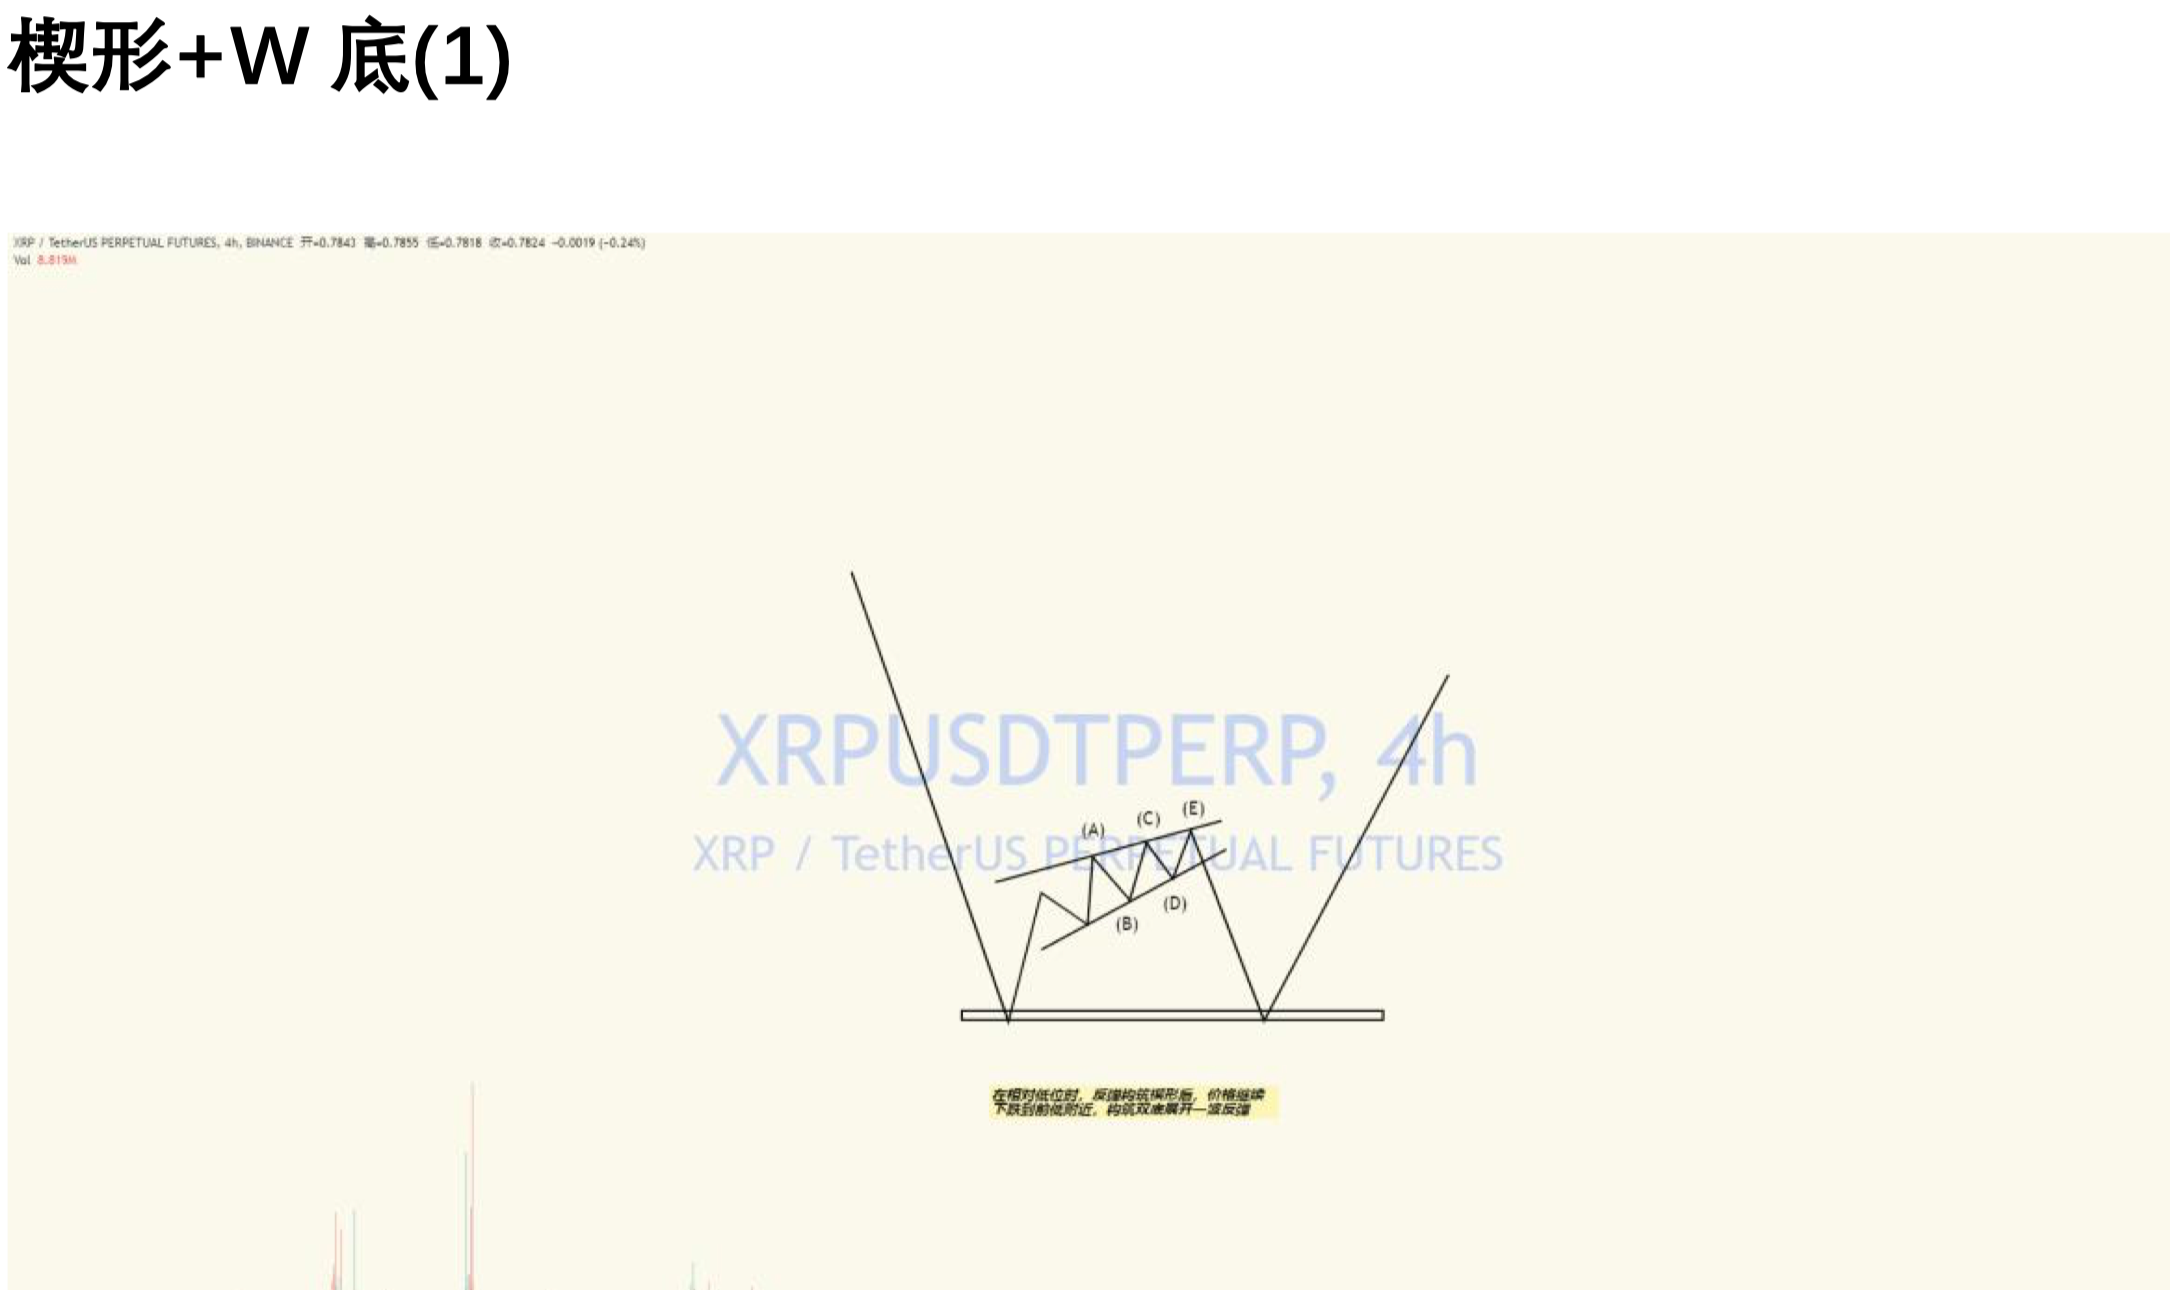 楔形+W 底(1)
XRP / TetherUS PERPETUAL FUTURES, 4h, BINANCE 开=0.7843 高=0.7855 低=0.7818 收=0.7824 −0.0019 (−0.24%)
Vol 8.819M
XRPUSDTPERP, 4h
(A) (C) (E)
XRP / TetherUS PERPETUAL FUTURES
(B) (D)
在相对低位时，反弹构筑楔形后，价格继续
下跌到前低附近，构筑双底展开一波反弹